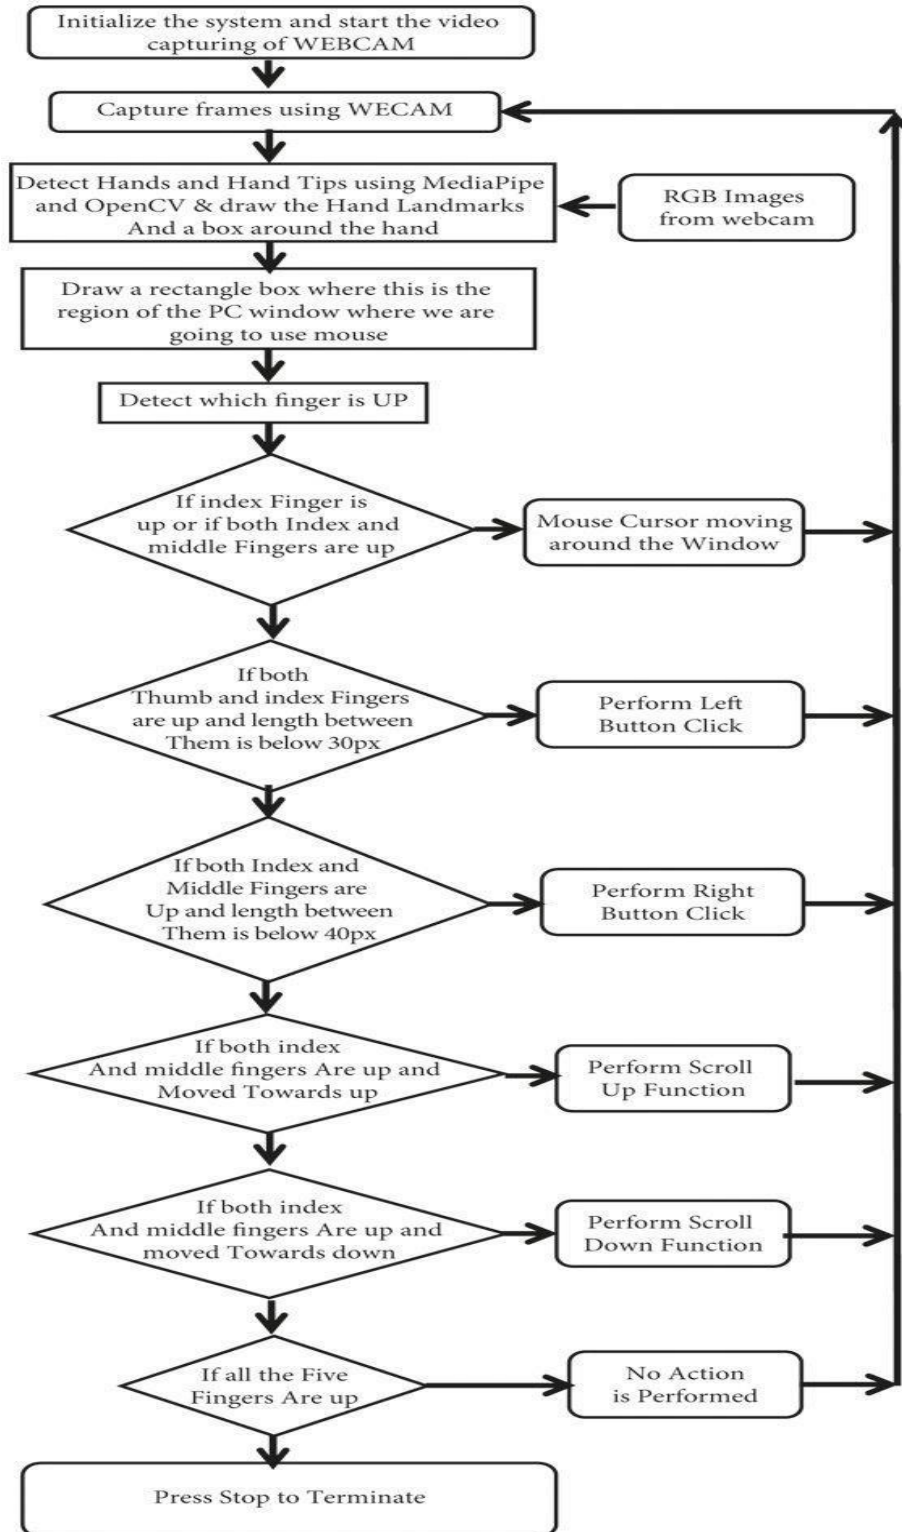 Initialize the system and start the video
capturing of WEBCAM
Capture frames using WECAM
Detect Hands and Hand Tips using MediaPipe
and OpenCV & draw the Hand Landmarks
And a box around the hand
RGB Images
from webcam
Draw a rectangle box where this is the
region of the PC window where we are
going to use mouse
Detect which finger is UP
If index Finger is
up or if both Index and
middle Fingers are up
Mouse Cursor moving
around the Window
If both
Thumb and index Fingers
are up and length between
Them is below 30px
Perform Left
Button Click
If both Index and
Middle Fingers are
Up and length between
Them is below 40px
Perform Right
Button Click
If both index
And middle fingers Are up and
Moved Towards up
Perform Scroll
Up Function
If both index
And middle fingers Are up and
moved Towards down
Perform Scroll
Down Function
If all the Five
Fingers Are up
No Action
is Performed
Press Stop to Terminate